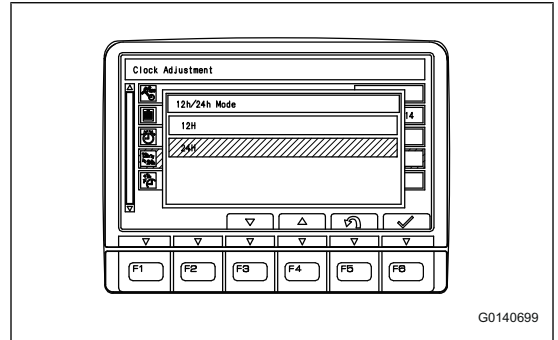 Clock Adjustment
12h/24h Mode
14
12H
24H
F1 F2 F3 F4 F5 F6
G0140699